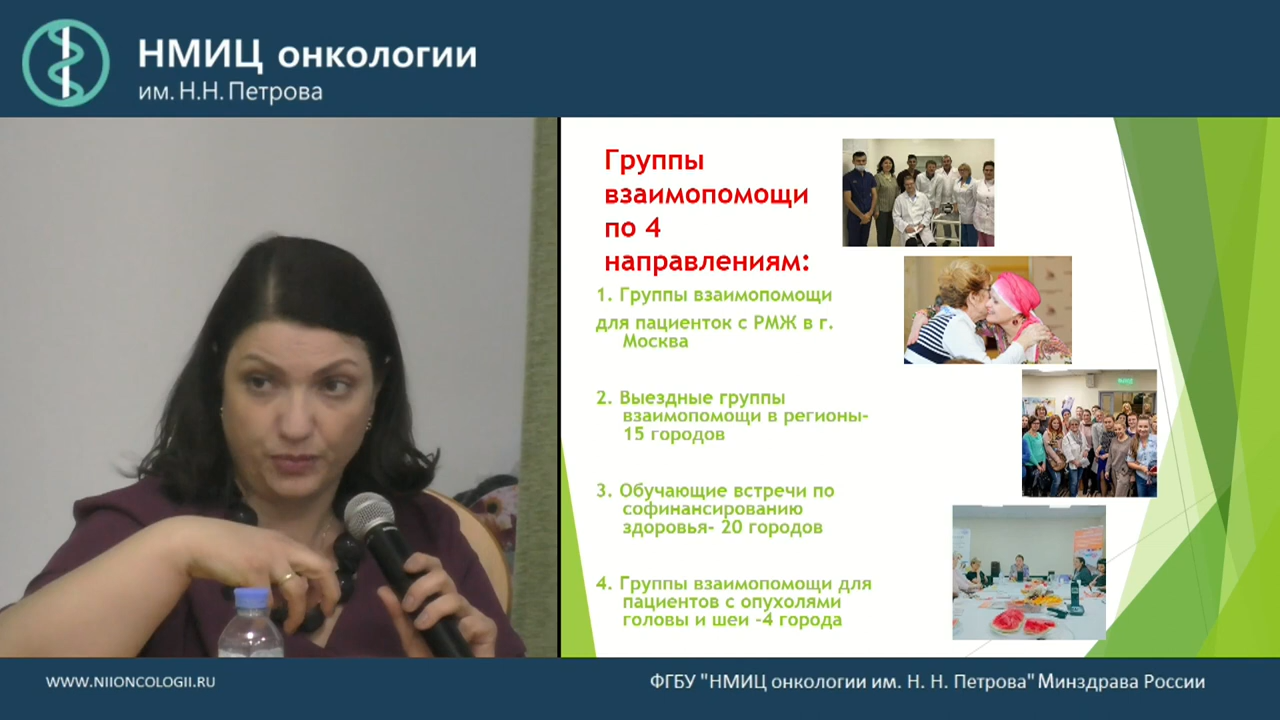 НМИЦ онкологии
им. Н.Н. Петрова
Группы
взаимопомощи
по 4
направлениям:
1. Группы взаимопомощи
для пациенток с РМЖ в г.
Москва
2. Выездные группы
взаимопомощи в регионы-
15 городов
3. Обучающие встречи по
софинансированию
здоровья- 20 городов
4. Группы взаимопомощи для
пациентов с опухолями
головы и шеи -4 города
WWW.NIIONCOLOGII.RU
ФГБУ "НМИЦ онкологии им. Н. Н. Петрова" Минздрава России